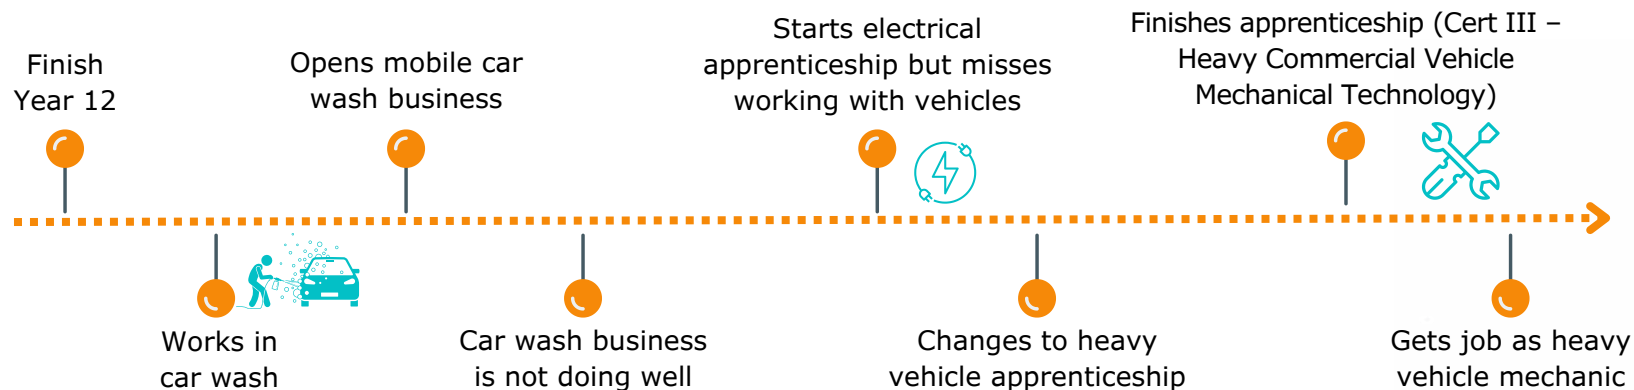 Finish
Year 12
Works in
car wash
Opens mobile car
wash business
Car wash business
is not doing well
Starts electrical
apprenticeship but misses
working with vehicles
Changes to heavy
vehicle apprenticeship
Finishes apprenticeship (Cert III –
Heavy Commercial Vehicle
Mechanical Technology)
Gets job as heavy
vehicle mechanic